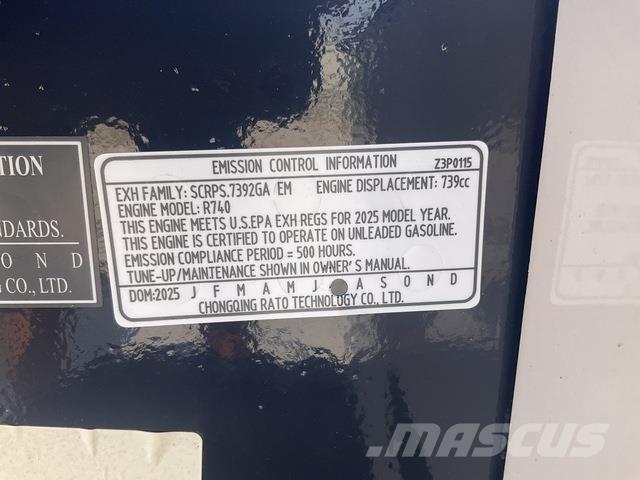 TION
NDARDS.
O N D
CO., LTD.
EMISSION CONTROL INFORMATION Z3P0115
EXH FAMILY: SCRPS.7392GA EM ENGINE DISPLACEMENT: 739cc
ENGINE MODEL: R740
THIS ENGINE MEETS U.S.EPA EXH REGS FOR 2025 MODEL YEAR.
THIS ENGINE IS CERTIFIED TO OPERATE ON UNLEADED GASOLINE.
EMISSION COMPLIANCE PERIOD = 500 HOURS.
TUNE-UP/MAINTENANCE SHOWN IN OWNER'S MANUAL.
DOM:2025 J F M A M J A S O N D
CHONGQING RATO TECHNOLOGY CO., LTD.
MASCUS